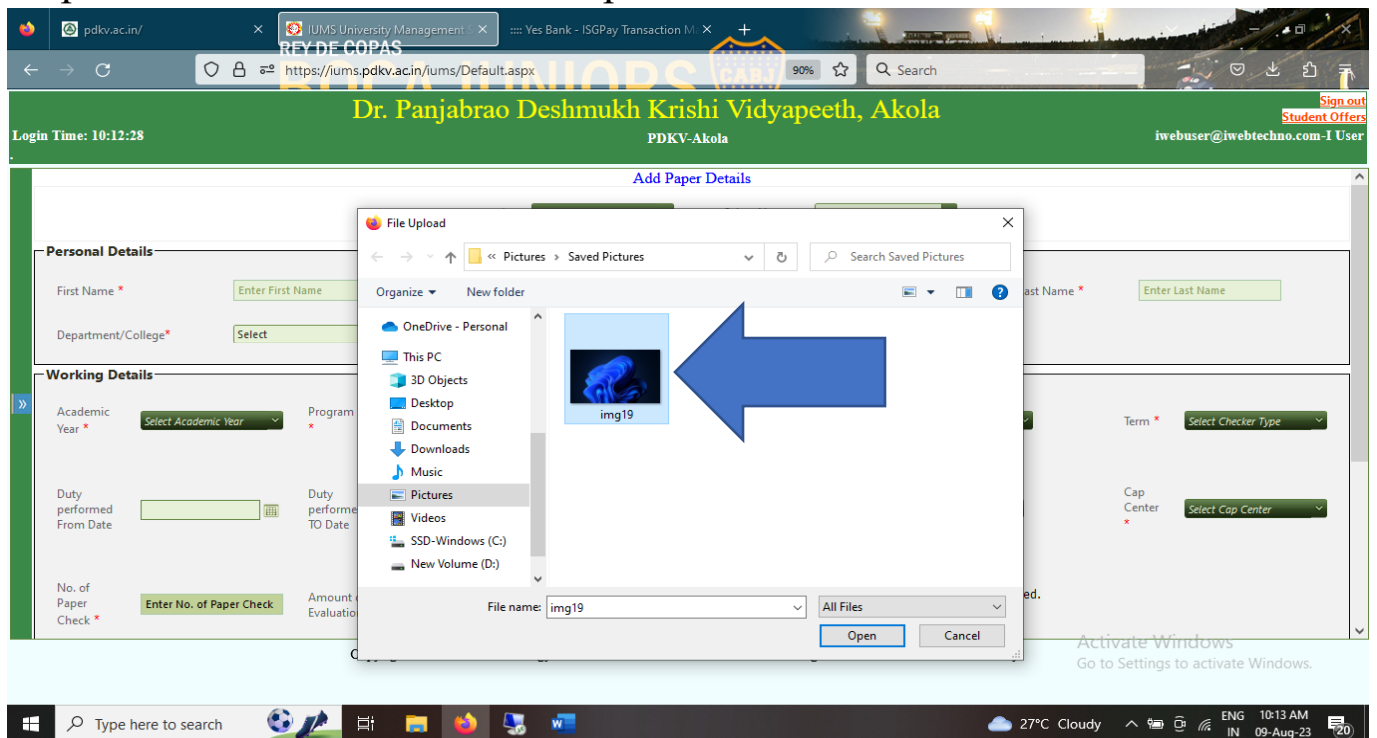 pdkv.ac.in/
IUMS University Management S
:::: Yes Bank - ISGPay Transaction M
REY DE COPAS
BOCA JUNIORS
CABJ
https://iums.pdkv.ac.in/iums/Default.aspx
90%
Search
Dr. Panjabrao Deshmukh Krishi Vidyapeeth, Akola
Sign out
Student Offers
Login Time: 10:12:28
PDKV-Akola
iwebuser@iwebtechno.com-I User
.
Add Paper Details
File Upload
« Pictures › Saved Pictures
Search Saved Pictures
Organize
New folder
OneDrive - Personal
This PC
3D Objects
Desktop
Documents
Downloads
Music
Pictures
Videos
SSD-Windows (C:)
New Volume (D:)
img19
File name: img19
All Files
Open
Cancel
Personal Details
First Name *
Enter First Name
ast Name *
Enter Last Name
Department/College*
Select
Working Details
Academic
Year *
Select Academic Year
Program
*
Term *
Select Checker Type
Duty
performed
From Date
Duty
performe
TO Date
Cap
Center
*
Select Cap Center
No. of
Paper
Check *
Enter No. of Paper Check
Amount
Evaluatio
ed.
Activate Windows
Go to Settings to activate Windows.
Type here to search
27°C Cloudy
ENG
IN
10:13 AM
09-Aug-23
20